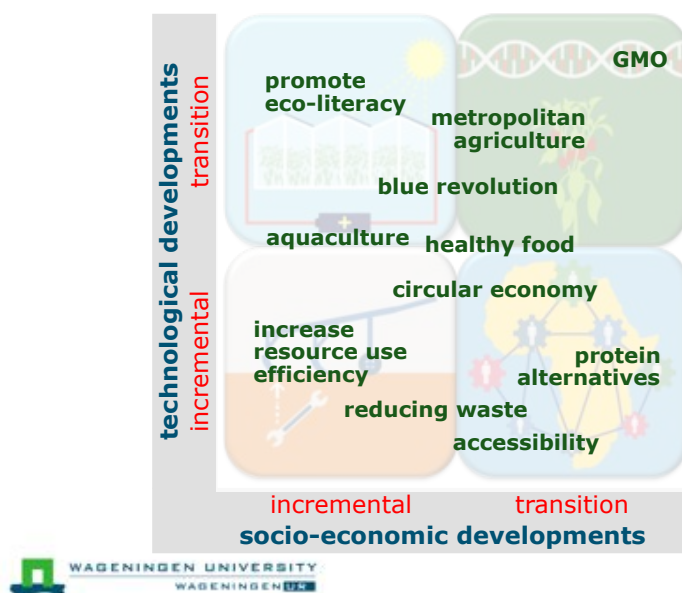 GMO
promote
eco-literacy
metropolitan
agriculture
blue revolution
aquaculture
healthy food
circular economy
increase
resource use
efficiency
protein
alternatives
reducing waste
accessibility
technological developments
transition
incremental
incremental
transition
socio-economic developments
WAGENINGEN UNIVERSITY
WAGENINGEN UR